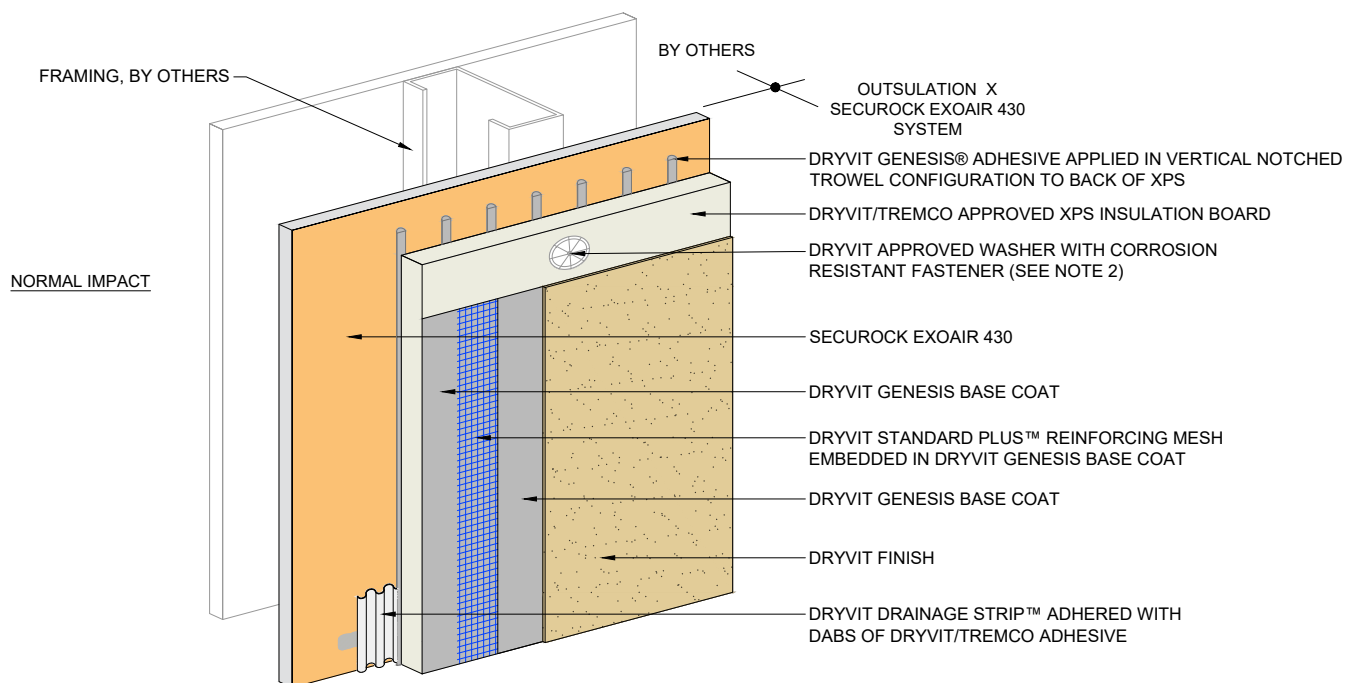 FRAMING, BY OTHERS
BY OTHERS
OUTSULATION X
SECUROCK EXOAIR 430
SYSTEM
DRYVIT GENESIS® ADHESIVE APPLIED IN VERTICAL NOTCHED
TROWEL CONFIGURATION TO BACK OF XPS
DRYVIT/TREMCO APPROVED XPS INSULATION BOARD
DRYVIT APPROVED WASHER WITH CORROSION
RESISTANT FASTENER (SEE NOTE 2)
NORMAL IMPACT
SECUROCK EXOAIR 430
DRYVIT GENESIS BASE COAT
DRYVIT STANDARD PLUS™ REINFORCING MESH
EMBEDDED IN DRYVIT GENESIS BASE COAT
DRYVIT GENESIS BASE COAT
DRYVIT FINISH
DRYVIT DRAINAGE STRIP™ ADHERED WITH
DABS OF DRYVIT/TREMCO ADHESIVE